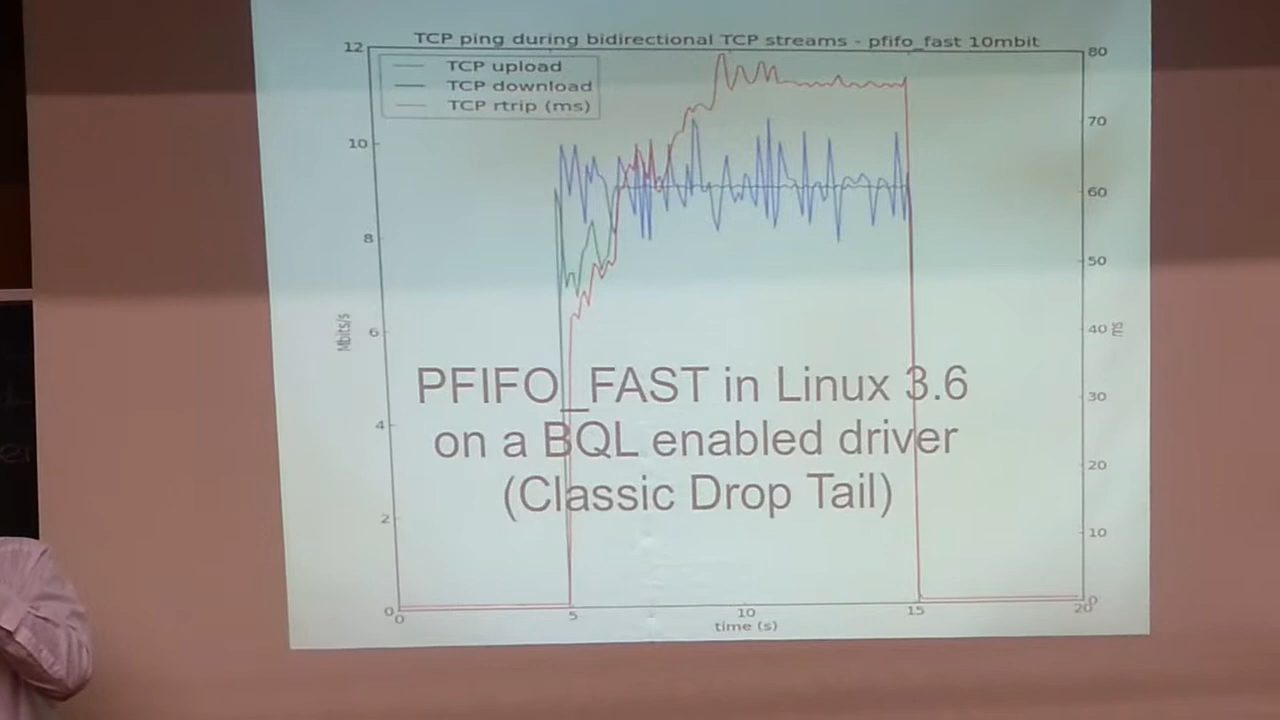 TCP ping during bidirectional TCP streams - pfifo_fast 10mbit
TCP upload
TCP download
TCP rtrip (ms)
12
10
8
6
4
2
0
Mbits/s
80
70
60
50
40
30
20
10
0
ms
0
5
10
15
20
time (s)
PFIFO_FAST in Linux 3.6
on a BQL enabled driver
(Classic Drop Tail)